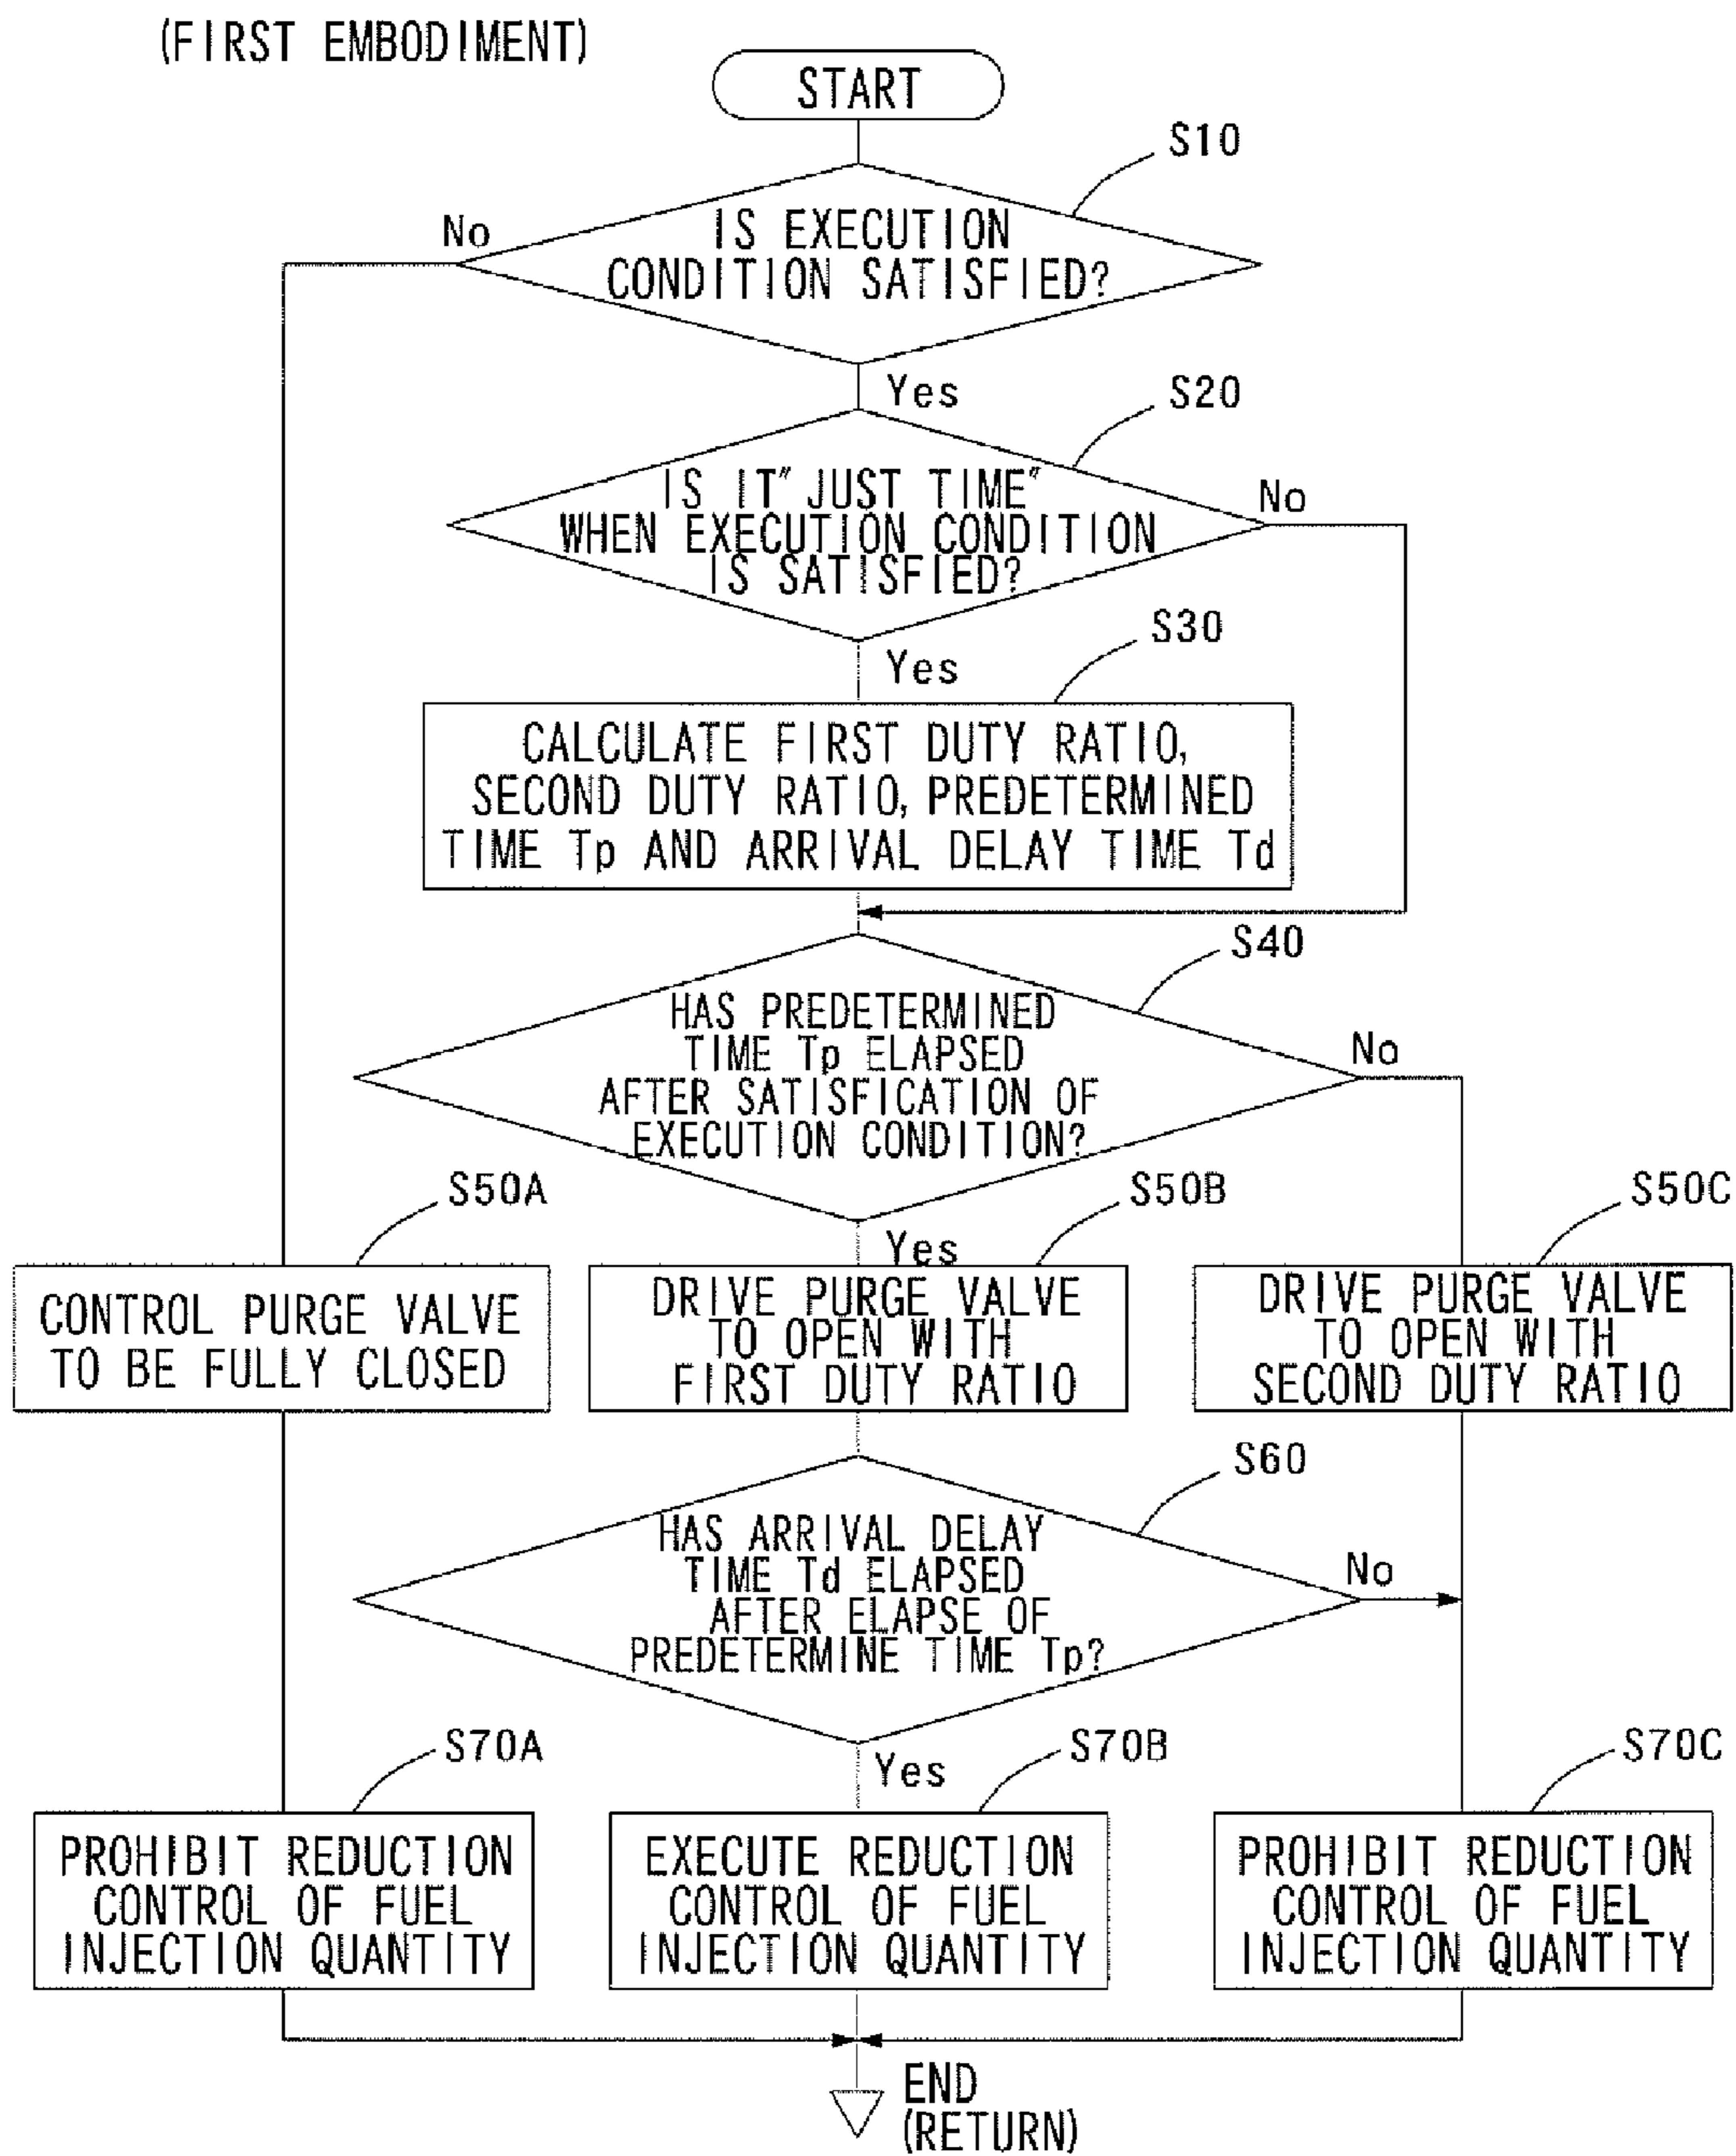 (FIRST EMBODIMENT)
START
S10
No
IS EXECUTION
CONDITION SATISFIED?
Yes
S20
IS IT "JUST TIME"
WHEN EXECUTION CONDITION
IS SATISFIED?
No
S30
Yes
CALCULATE FIRST DUTY RATIO,
SECOND DUTY RATIO, PREDETERMINED
TIME Tp AND ARRIVAL DELAY TIME Td
S40
HAS PREDETERMINED
TIME Tp ELAPSED
AFTER SATISFICATION OF
EXECUTION CONDITION?
No
S50A
S50B
S50C
Yes
CONTROL PURGE VALVE
TO BE FULLY CLOSED
DRIVE PURGE VALVE
TO OPEN WITH
FIRST DUTY RATIO
DRIVE PURGE VALVE
TO OPEN WITH
SECOND DUTY RATIO
S60
HAS ARRIVAL DELAY
TIME Td ELAPSED
AFTER ELAPSE OF
PREDETERMINE TIME Tp?
No
S70A
Yes
S70B
S70C
PROHIBIT REDUCTION
CONTROL OF FUEL
INJECTION QUANTITY
EXECUTE REDUCTION
CONTROL OF FUEL
INJECTION QUANTITY
PROHIBIT REDUCTION
CONTROL OF FUEL
INJECTION QUANTITY
END
(RETURN)